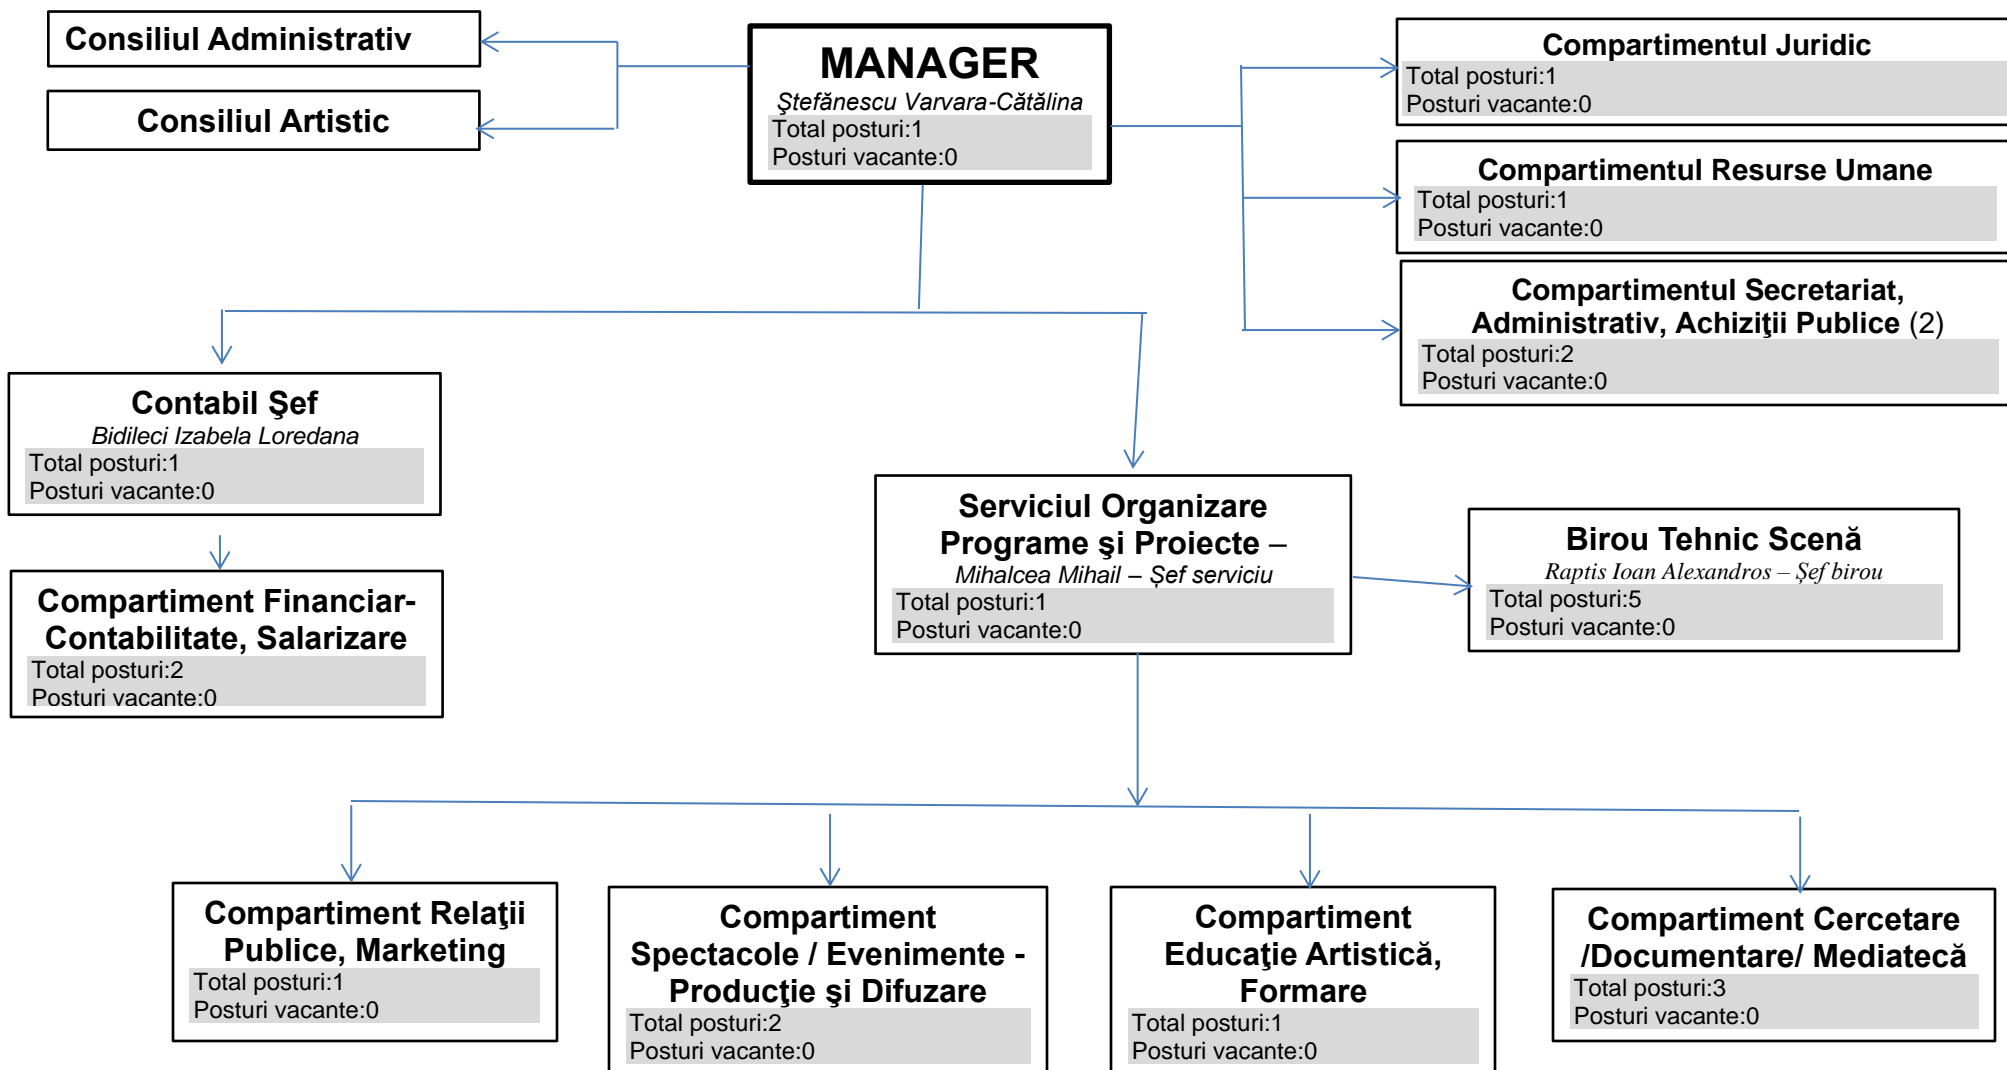 Consiliul Administrativ
Consiliul Artistic
MANAGER
Ştefănescu Varvara-Cătălina
Total posturi:1
Posturi vacante:0
Compartimentul Juridic
Total posturi:1
Posturi vacante:0
Compartimentul Resurse Umane
Total posturi:1
Posturi vacante:0
Compartimentul Secretariat,
Administrativ, Achiziţii Publice (2)
Total posturi:2
Posturi vacante:0
Contabil Şef
Bidileci Izabela Loredana
Total posturi:1
Posturi vacante:0
Compartiment Financiar-
Contabilitate, Salarizare
Total posturi:2
Posturi vacante:0
Serviciul Organizare
Programe şi Proiecte –
Mihalcea Mihail – Șef serviciu
Total posturi:1
Posturi vacante:0
Birou Tehnic Scenă
Raptis Ioan Alexandros – Șef birou
Total posturi:5
Posturi vacante:0
Compartiment Relaţii
Publice, Marketing
Total posturi:1
Posturi vacante:0
Compartiment
Spectacole / Evenimente -
Producţie şi Difuzare
Total posturi:2
Posturi vacante:0
Compartiment
Educaţie Artistică,
Formare
Total posturi:1
Posturi vacante:0
Compartiment Cercetare
/Documentare/ Mediatecă
Total posturi:3
Posturi vacante:0